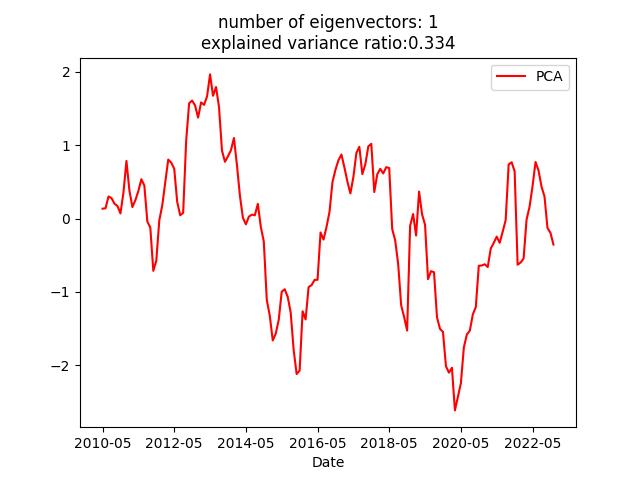 number of eigenvectors: 1
explained variance ratio:0.334
PCA
2
1
0
−1
−2
2010-05 2012-05 2014-05 2016-05 2018-05 2020-05 2022-05
Date